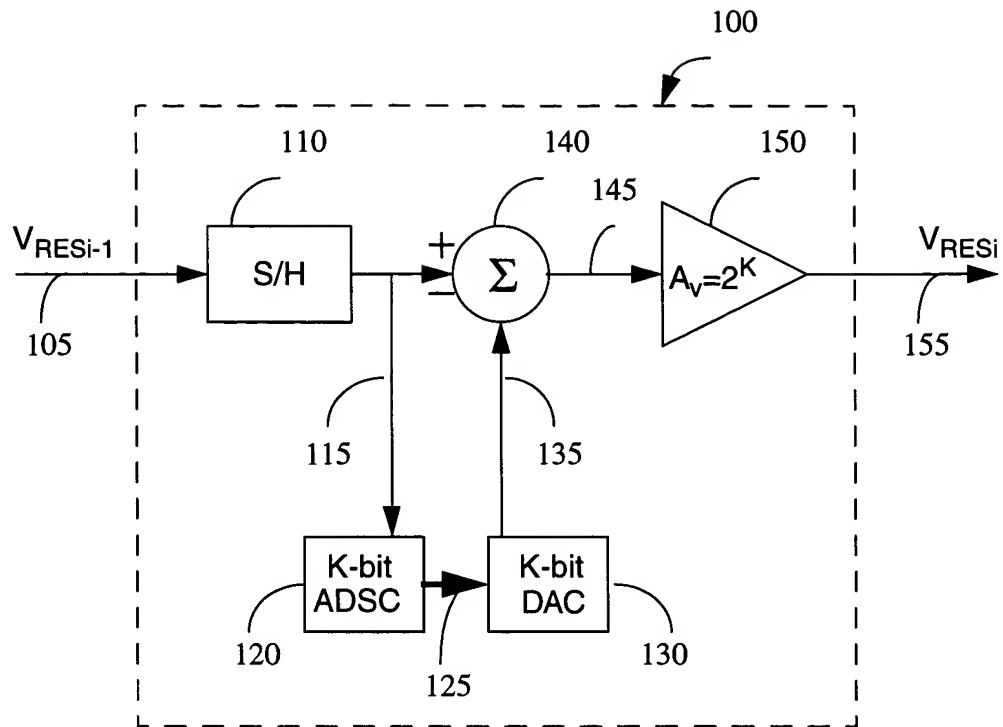 100
110
140
150
145
V_RESi-1
+
−
S/H
Σ
A_V=2^K
V_RESi
105
155
115
135
K-bit
ADSC
K-bit
DAC
120
125
130